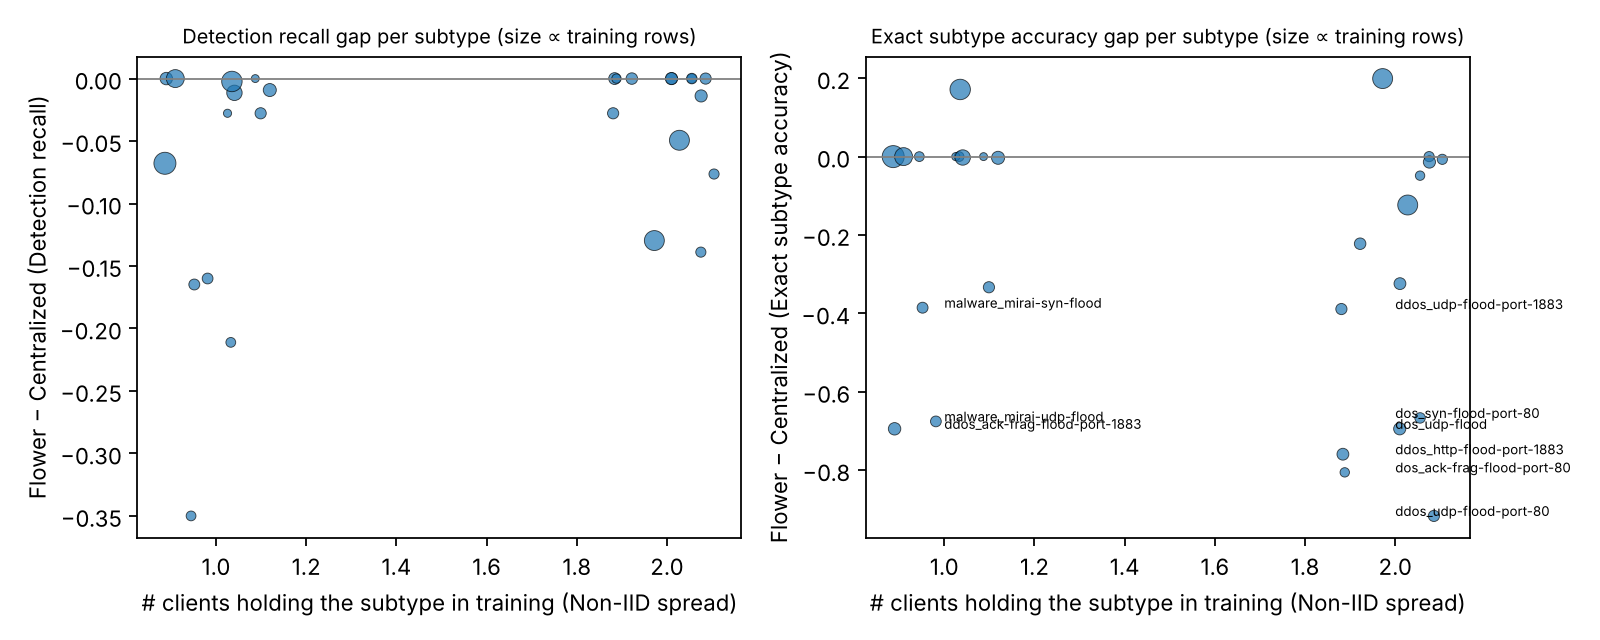 Detection recall gap per subtype (size ∝ training rows)
Flower − Centralized (Detection recall)
0.00
−0.05
−0.10
−0.15
−0.20
−0.25
−0.30
−0.35
1.0
1.2
1.4
1.6
1.8
2.0
# clients holding the subtype in training (Non-IID spread)
Exact subtype accuracy gap per subtype (size ∝ training rows)
Flower − Centralized (Exact subtype accuracy)
0.2
0.0
−0.2
−0.4
−0.6
−0.8
malware_mirai-syn-flood
ddos_udp-flood-port-1883
malware_mirai-udp-flood
ddos_ack-frag-flood-port-1883
dos_syn-flood-port-80
dos_udp-flood
ddos_http-flood-port-1883
dos_ack-frag-flood-port-80
ddos_udp-flood-port-80
1.0
1.2
1.4
1.6
1.8
2.0
# clients holding the subtype in training (Non-IID spread)